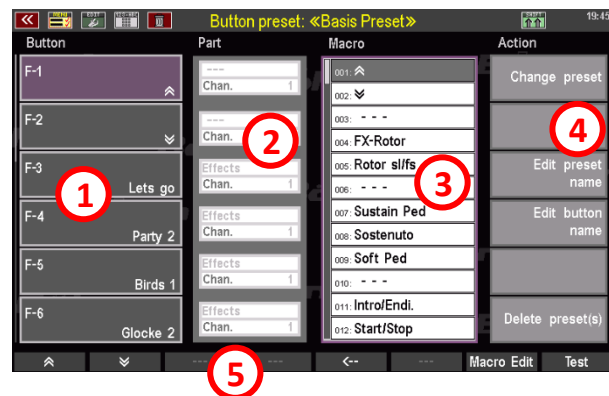 MENU EDIT
Button preset: «Basis Preset»
SHIFT
Button Part Macro Action
F-1
F-2
F-3
Lets go
F-4
Party 2
F-5
Birds 1
F-6
Glocke 2
---
Chan. 1
---
Chan.
Effects
Chan. 1
Effects
Chan. 1
Effects
Chan. 1
Effects
Chan. 1
001:
002:
003: - - -
004: FX-Rotor
005: Rotor sl/fs
006: - - -
007: Sustain Ped
008: Sostenuto
009: Soft Ped
010: - - -
011: Intro/Endi.
012: Start/Stop
Change preset
Edit preset
name
Edit button
name
Delete preset(s)
1
2
3
4
5
--- --- <-- --- Macro Edit Test